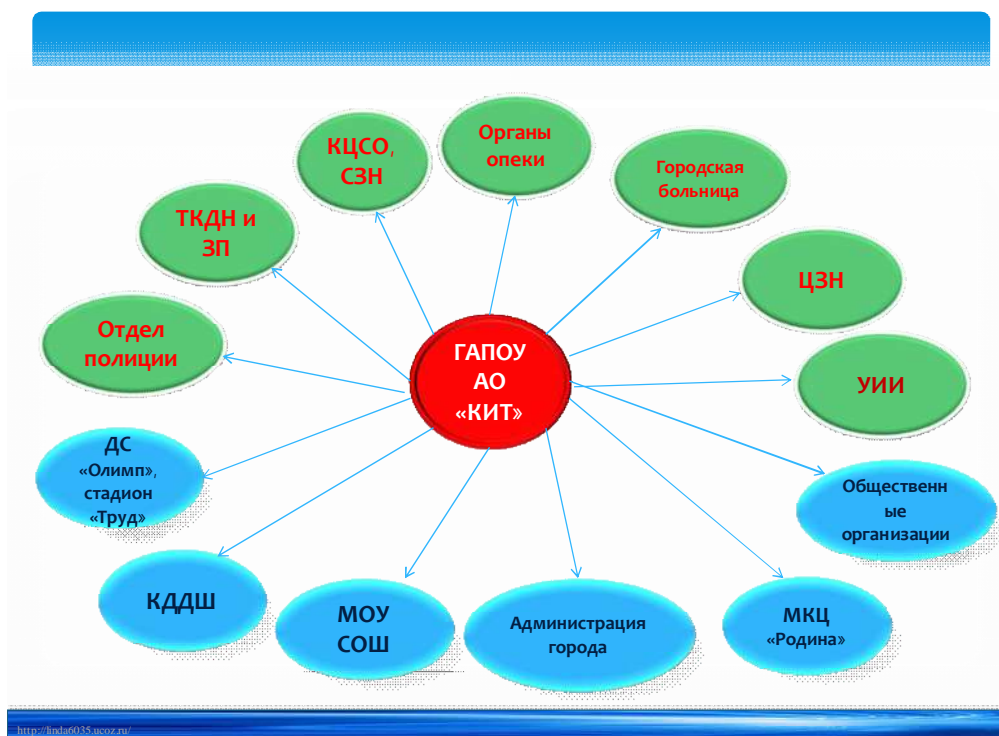 КЦСО,
СЗН
Органы
опеки
Городская
больница
ТКДН и
ЗП
ЦЗН
Отдел
полиции
ГАПОУ
АО
«КИТ»
УИИ
ДС
«Олимп»,
стадион
«Труд»
Общественн
ые
организации
КДДШ
МОУ
СОШ
Администрация
города
МКЦ
«Родина»
http://linda6035.ucoz.ru/